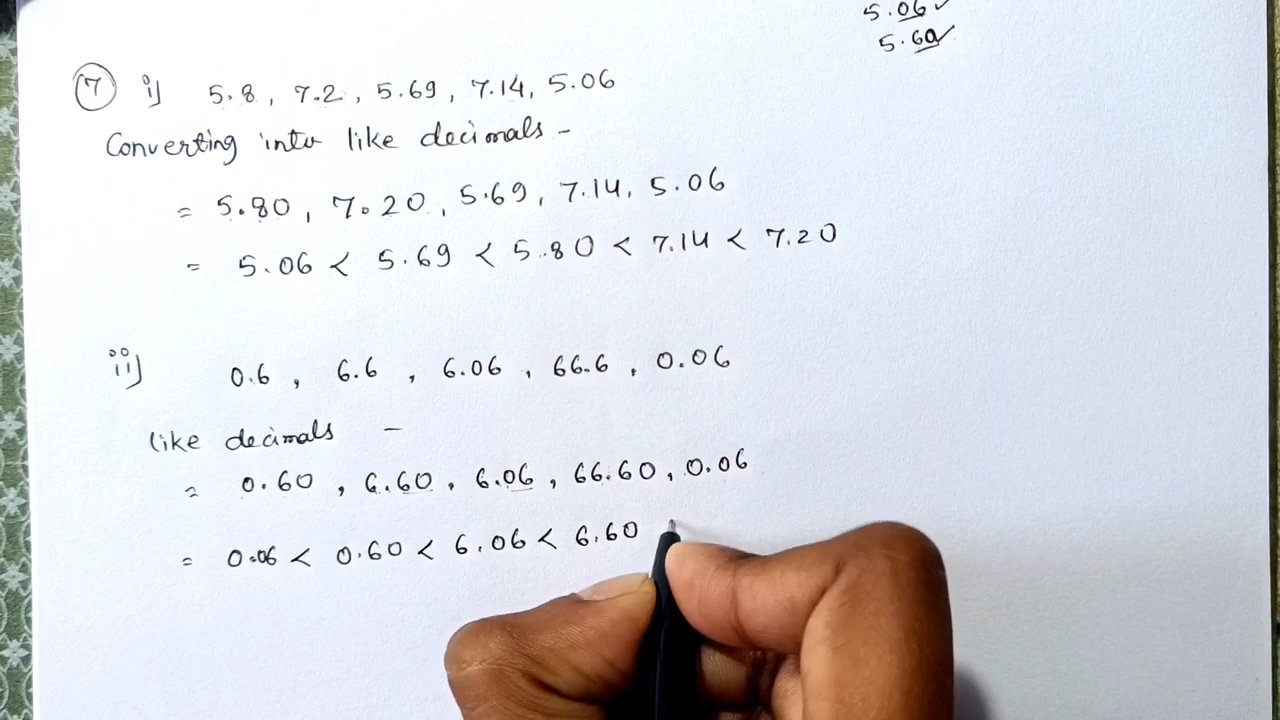 5.06 ✓
5.60 ✓
7 i) 5.8, 7.2, 5.69, 7.14, 5.06
Converting into like decimals -
= 5.80, 7.20, 5.69, 7.14, 5.06
= 5.06 < 5.69 < 5.80 < 7.14 < 7.20
ii) 0.6, 6.6, 6.06, 66.6, 0.06
like decimals -
= 0.60, 6.60, 6.06, 66.60, 0.06
= 0.06 < 0.60 < 6.06 < 6.60